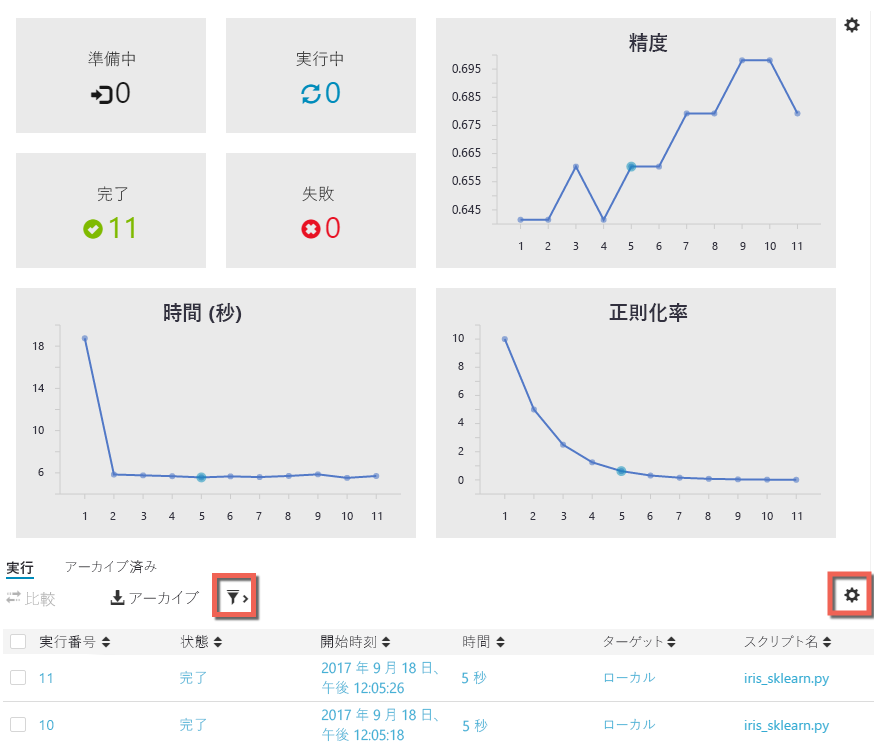 準備中
0
実行中
0
完了
11
失敗
0
精度
0.695
0.685
0.675
0.665
0.655
0.645
1 2 3 4 5 6 7 8 9 10 11
時間 (秒)
18
14
10
6
1 2 3 4 5 6 7 8 9 10 11
正則化率
10
8
6
4
2
0
1 2 3 4 5 6 7 8 9 10 11
実行 アーカイブ済み
比較 アーカイブ
実行番号 状態 開始時刻 時間 ターゲット スクリプト名
11 完了 2017 年 9 月 18 日、 5 秒 ローカル iris_sklearn.py
午後 12:05:26
10 完了 2017 年 9 月 18 日、 5 秒 ローカル iris_sklearn.py
午後 12:05:18